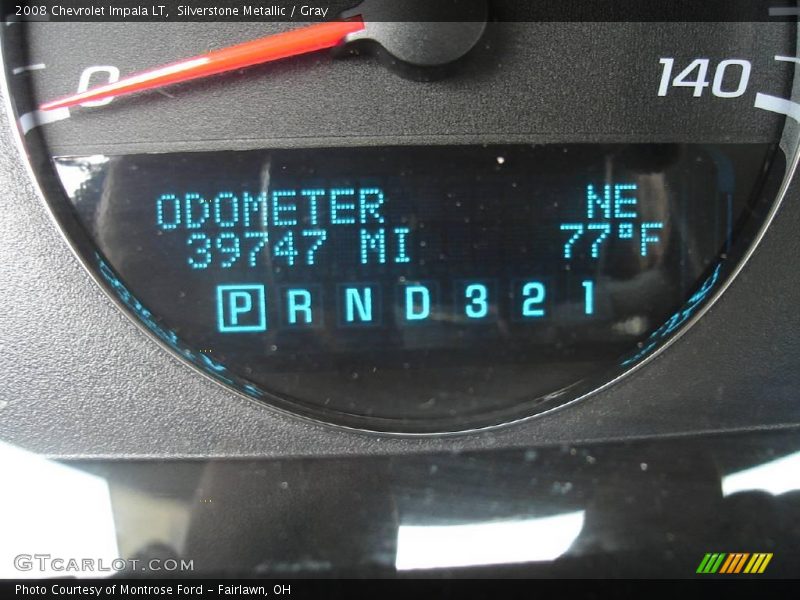 2008 Chevrolet Impala LT, Silverstone Metallic / Gray
0
140
ODOMETER NE
39747 MI 77°F
P R N D 3 2 1
GTCARLOT.COM
Photo Courtesy of Montrose Ford - Fairlawn, OH